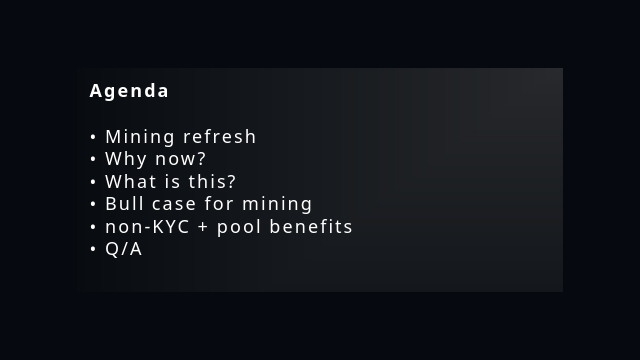 Agenda
• Mining refresh
• Why now?
• What is this?
• Bull case for mining
• non-KYC + pool benefits
• Q/A